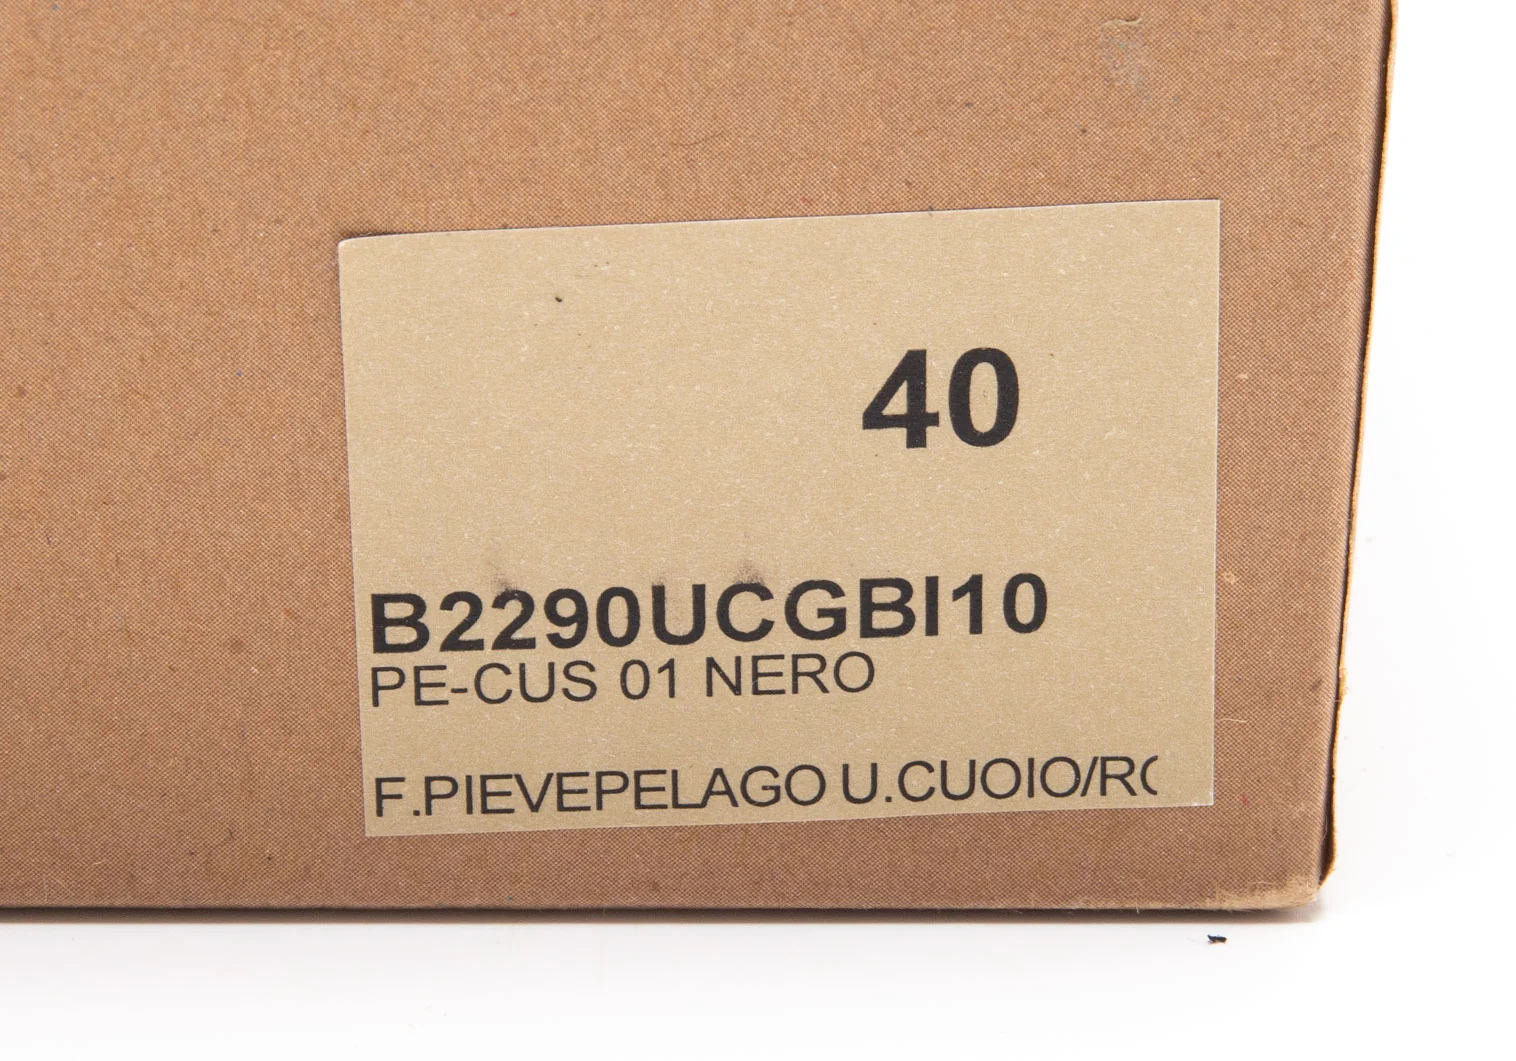 40
B2290UCGBI10
PE-CUS 01 NERO
F.PIEVEPELAGO U.CUOIO/R